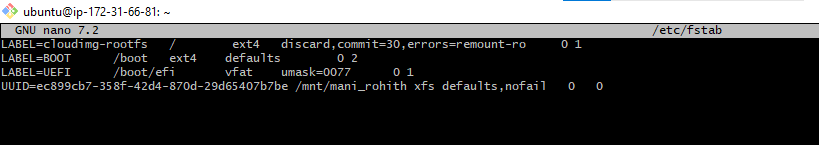 ubuntu@ip-172-31-66-81: ~
GNU nano 7.2 /etc/fstab
LABEL=cloudimg-rootfs / ext4 discard,commit=30,errors=remount-ro 0 1
LABEL=BOOT /boot ext4 defaults 0 2
LABEL=UEFI /boot/efi vfat umask=0077 0 1
UUID=ec899cb7-358f-42d4-870d-29d65407b7be /mnt/mani_rohith xfs defaults,nofail 0 0